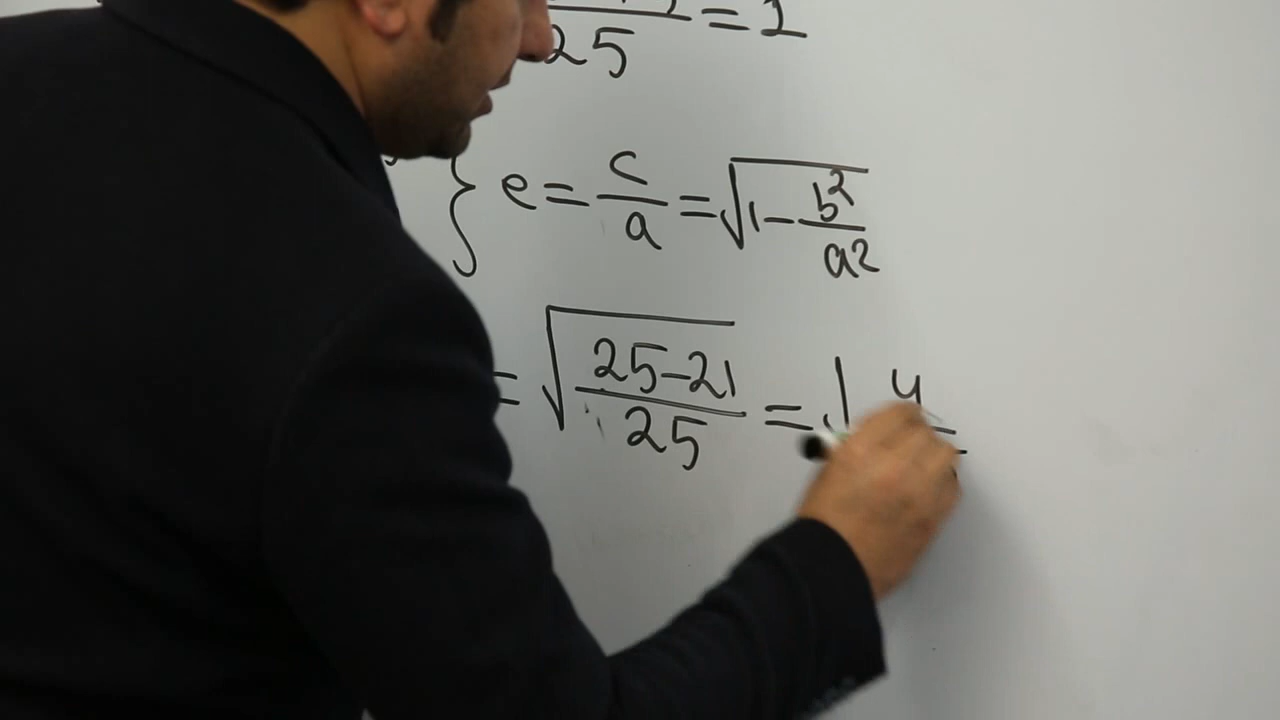 25 = 1
} e = c/a = √1 - b²/a²
= √25-21/25 = √4